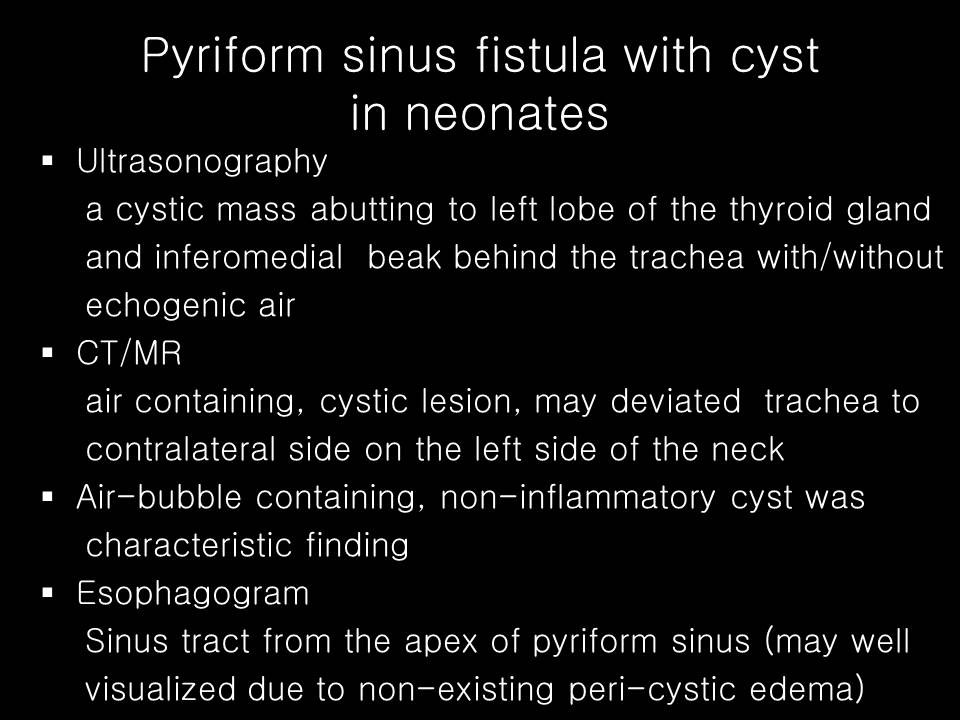 Pyriform sinus fistula with cyst
in neonates
▪ Ultrasonography
a cystic mass abutting to left lobe of the thyroid gland
and inferomedial beak behind the trachea with/without
echogenic air
▪ CT/MR
air containing, cystic lesion, may deviated trachea to
contralateral side on the left side of the neck
▪ Air-bubble containing, non-inflammatory cyst was
characteristic finding
▪ Esophagogram
Sinus tract from the apex of pyriform sinus (may well
visualized due to non-existing peri-cystic edema)